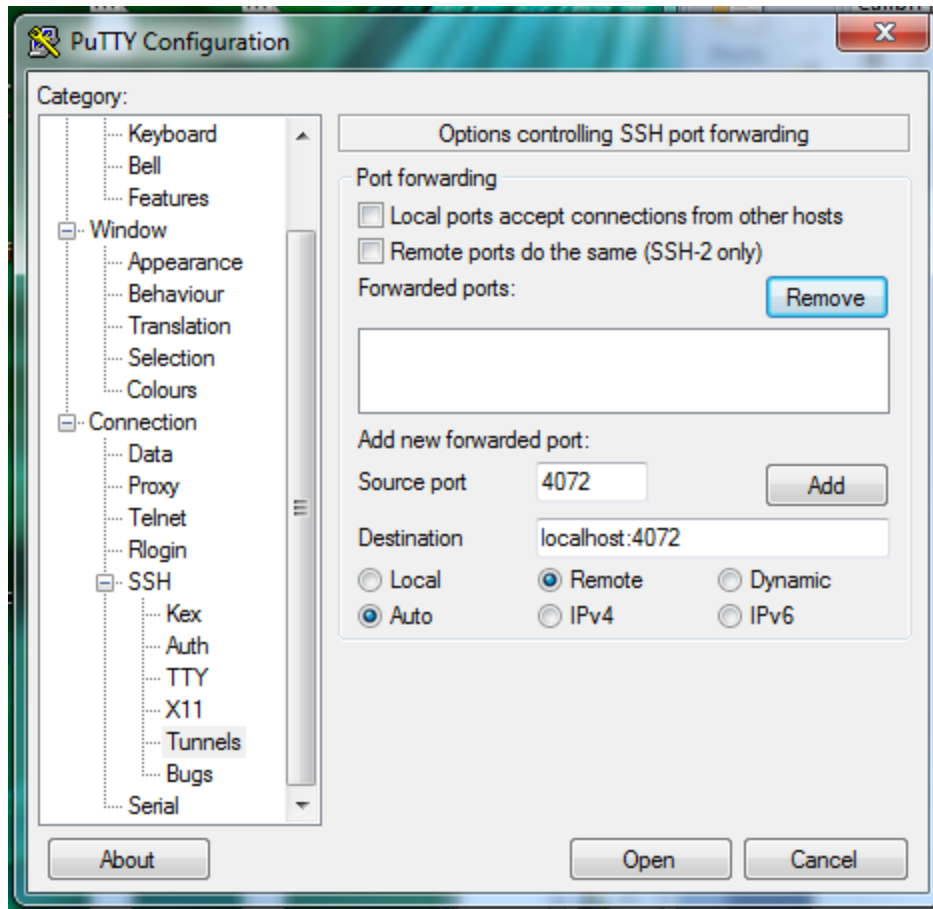 Calibri
PuTTY Configuration
Category:
Keyboard
Bell
Features
Window
Appearance
Behaviour
Translation
Selection
Colours
Connection
Data
Proxy
Telnet
Rlogin
SSH
Kex
Auth
TTY
X11
Tunnels
Bugs
Serial
Options controlling SSH port forwarding
Port forwarding
Local ports accept connections from other hosts
Remote ports do the same (SSH-2 only)
Forwarded ports:
Remove
Add new forwarded port:
Source port 4072 Add
Destination localhost:4072
Local Remote Dynamic
Auto IPv4 IPv6
About Open Cancel